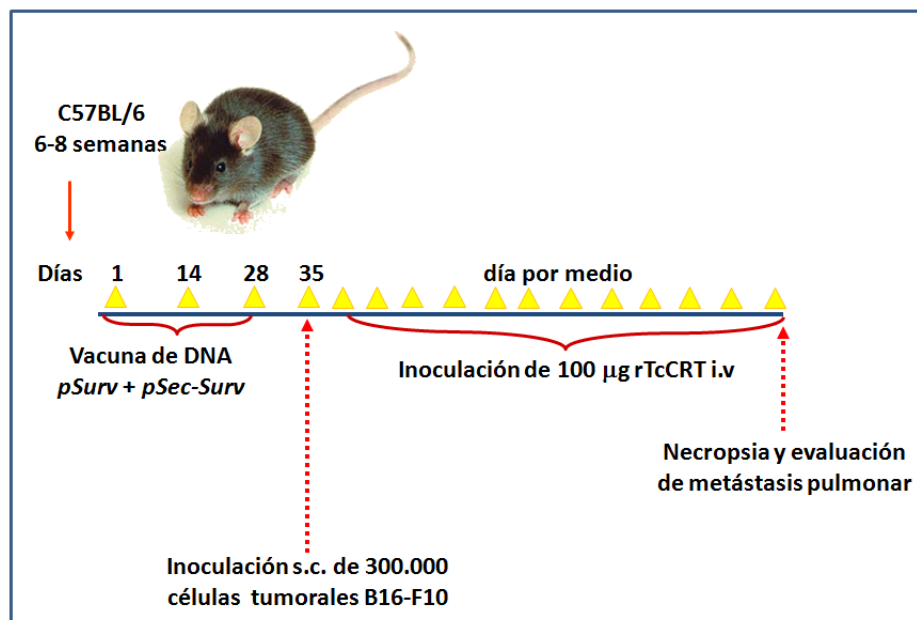 C57BL/6
6-8 semanas
Días 1 14 28 35 día por medio
Vacuna de DNA
pSurv + pSec-Surv
Inoculación de 100 µg rTcCRT i.v
Necropsia y evaluación
de metástasis pulmonar
Inoculación s.c. de 300.000
células tumorales B16-F10